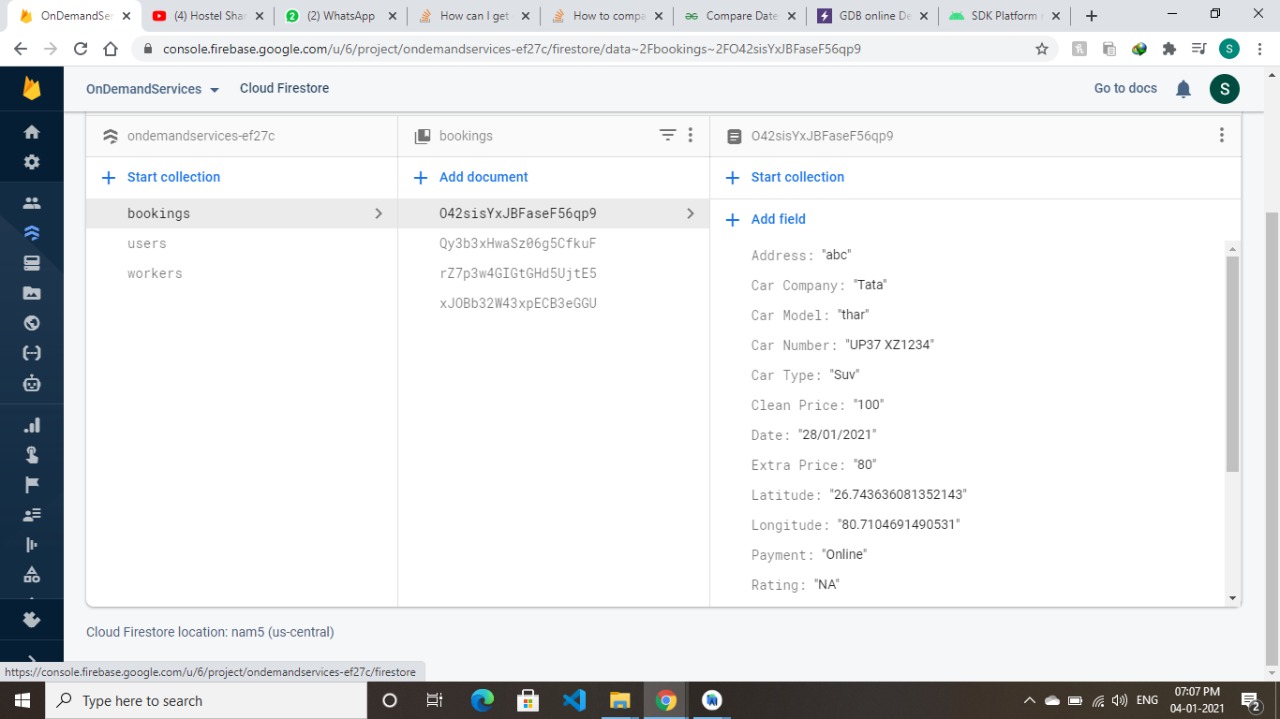 OnDemandS
(4) Hostel Shar
(2) WhatsApp
How can I get a
How to compa
Compare Date
GDB online De
SDK Platform r
console.firebase.google.com/u/6/project/ondemandservices-ef27c/firestore/data~2Fbookings~2FO42sisYxJBFaseF56qp9
S
OnDemandServices
Cloud Firestore
Go to docs
S
ondemandservices-ef27c
bookings
O42sisYxJBFaseF56qp9
Start collection
Add document
Start collection
bookings
users
workers
O42sisYxJBFaseF56qp9
Qy3b3xHwaSz06g5CfkuF
rZ7p3w4GIGtGHd5UjtE5
xJOBb32W43xpECB3eGGU
Add field
Address: "abc"
Car Company: "Tata"
Car Model: "thar"
Car Number: "UP37 XZ1234"
Car Type: "Suv"
Clean Price: "100"
Date: "28/01/2021"
Extra Price: "80"
Latitude: "26.743636081352143"
Longitude: "80.7104691490531"
Payment: "Online"
Rating: "NA"
Cloud Firestore location: nam5 (us-central)
https://console.firebase.google.com/u/6/project/ondemandservices-ef27c/firestore
Type here to search
ENG
07:07 PM
04-01-2021
2